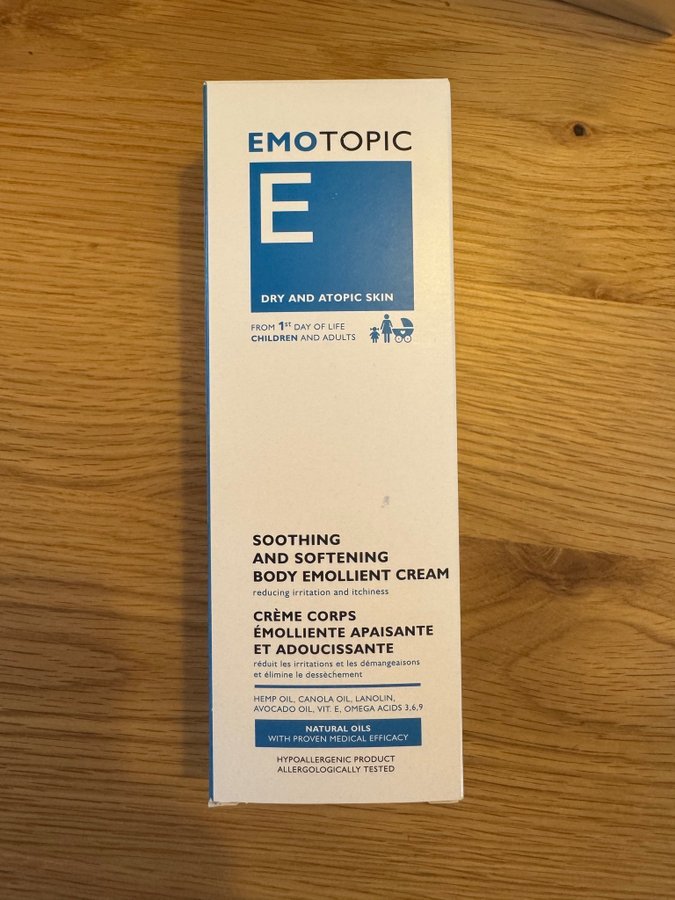 EMOTOPIC
E
DRY AND ATOPIC SKIN
FROM 1st DAY OF LIFE
CHILDREN AND ADULTS
SOOTHING
AND SOFTENING
BODY EMOLLIENT CREAM
reducing irritation and itchiness
CRÈME CORPS
ÉMOLLIENTE APAISANTE
ET ADOUCISSANTE
réduit les irritations et les démangeaisons
et élimine le dessèchement
HEMP OIL, CANOLA OIL, LANOLIN,
AVOCADO OIL, VIT. E, OMEGA ACIDS 3,6,9
NATURAL OILS
WITH PROVEN MEDICAL EFFICACY
HYPOALLERGENIC PRODUCT
ALLERGOLOGICALLY TESTED